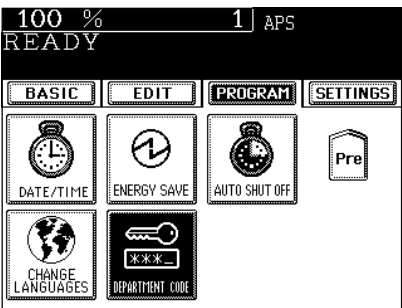 100 % 1 APS
READY
BASIC EDIT PROGRAM SETTINGS
DATE/TIME ENERGY SAVE AUTO SHUT OFF Pre
CHANGE
LANGUAGES
***_
DEPARTMENT CODE